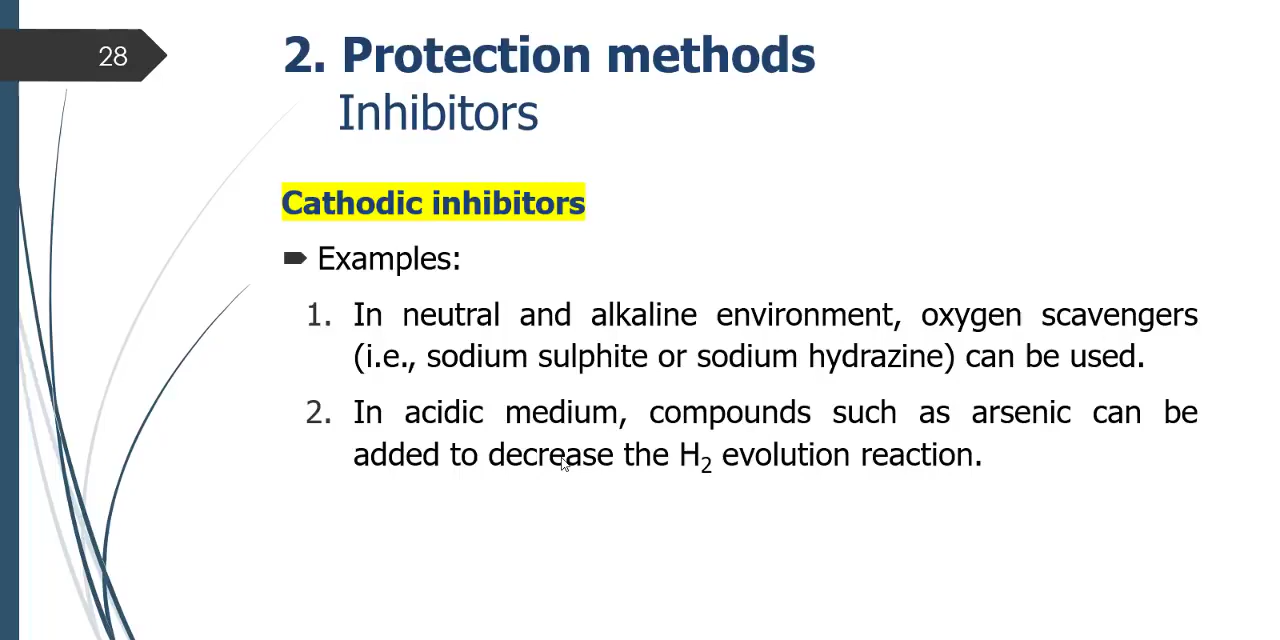 28
2. Protection methods
Inhibitors
Cathodic inhibitors
Examples:
1. In neutral and alkaline environment, oxygen scavengers
(i.e., sodium sulphite or sodium hydrazine) can be used.
2. In acidic medium, compounds such as arsenic can be
added to decrease the H₂ evolution reaction.